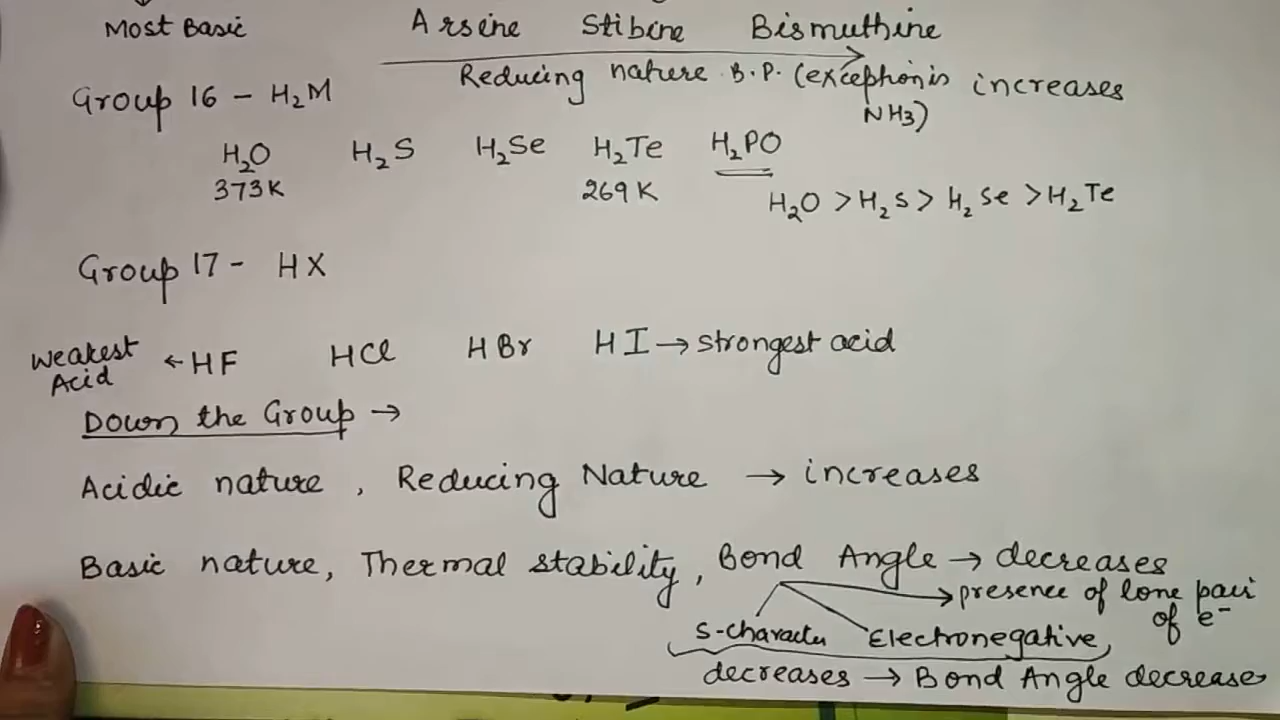 Most Basic Arsine Stibine Bismuthine
Reducing nature B.P. (exception is increases
NH3)
Group 16 - H₂M
H₂O H₂S H₂Se H₂Te H₂PO
373K 269K
H₂O > H₂S > H₂Se > H₂Te
Group 17 - HX
Weakest Acid ← HF HCl HBr HI → strongest acid
Down the Group →
Acidic nature, Reducing Nature → increases
Basic nature, Thermal stability, Bond Angle → decreases
→ presence of lone pair
of e⁻
S-character Electronegative
decreases → Bond Angle decreases